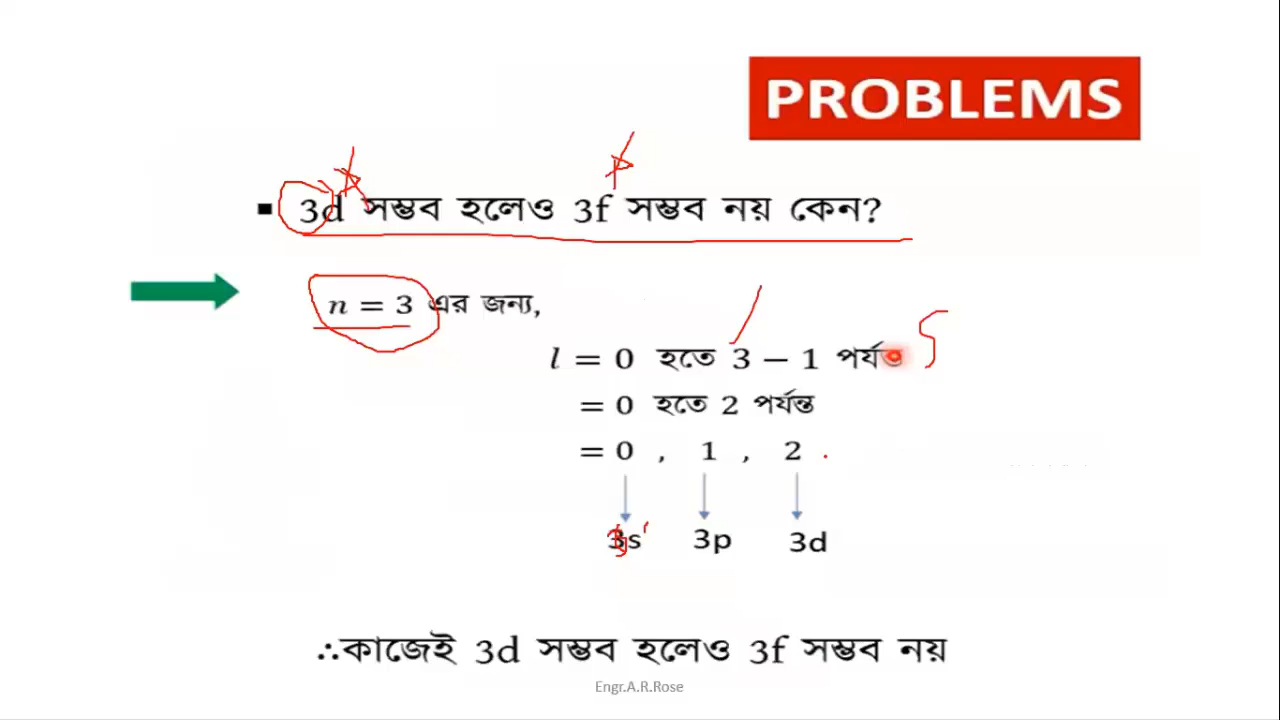 PROBLEMS
▪ 3d সম্ভব হলেও 3f সম্ভব নয় কেন?
n = 3 এর জন্য,
l = 0 হতে 3 − 1 পর্যন্ত
= 0 হতে 2 পর্যন্ত
= 0 , 1 , 2
3s 3p 3d
∴কাজেই 3d সম্ভব হলেও 3f সম্ভব নয়
Engr.A.R.Rose